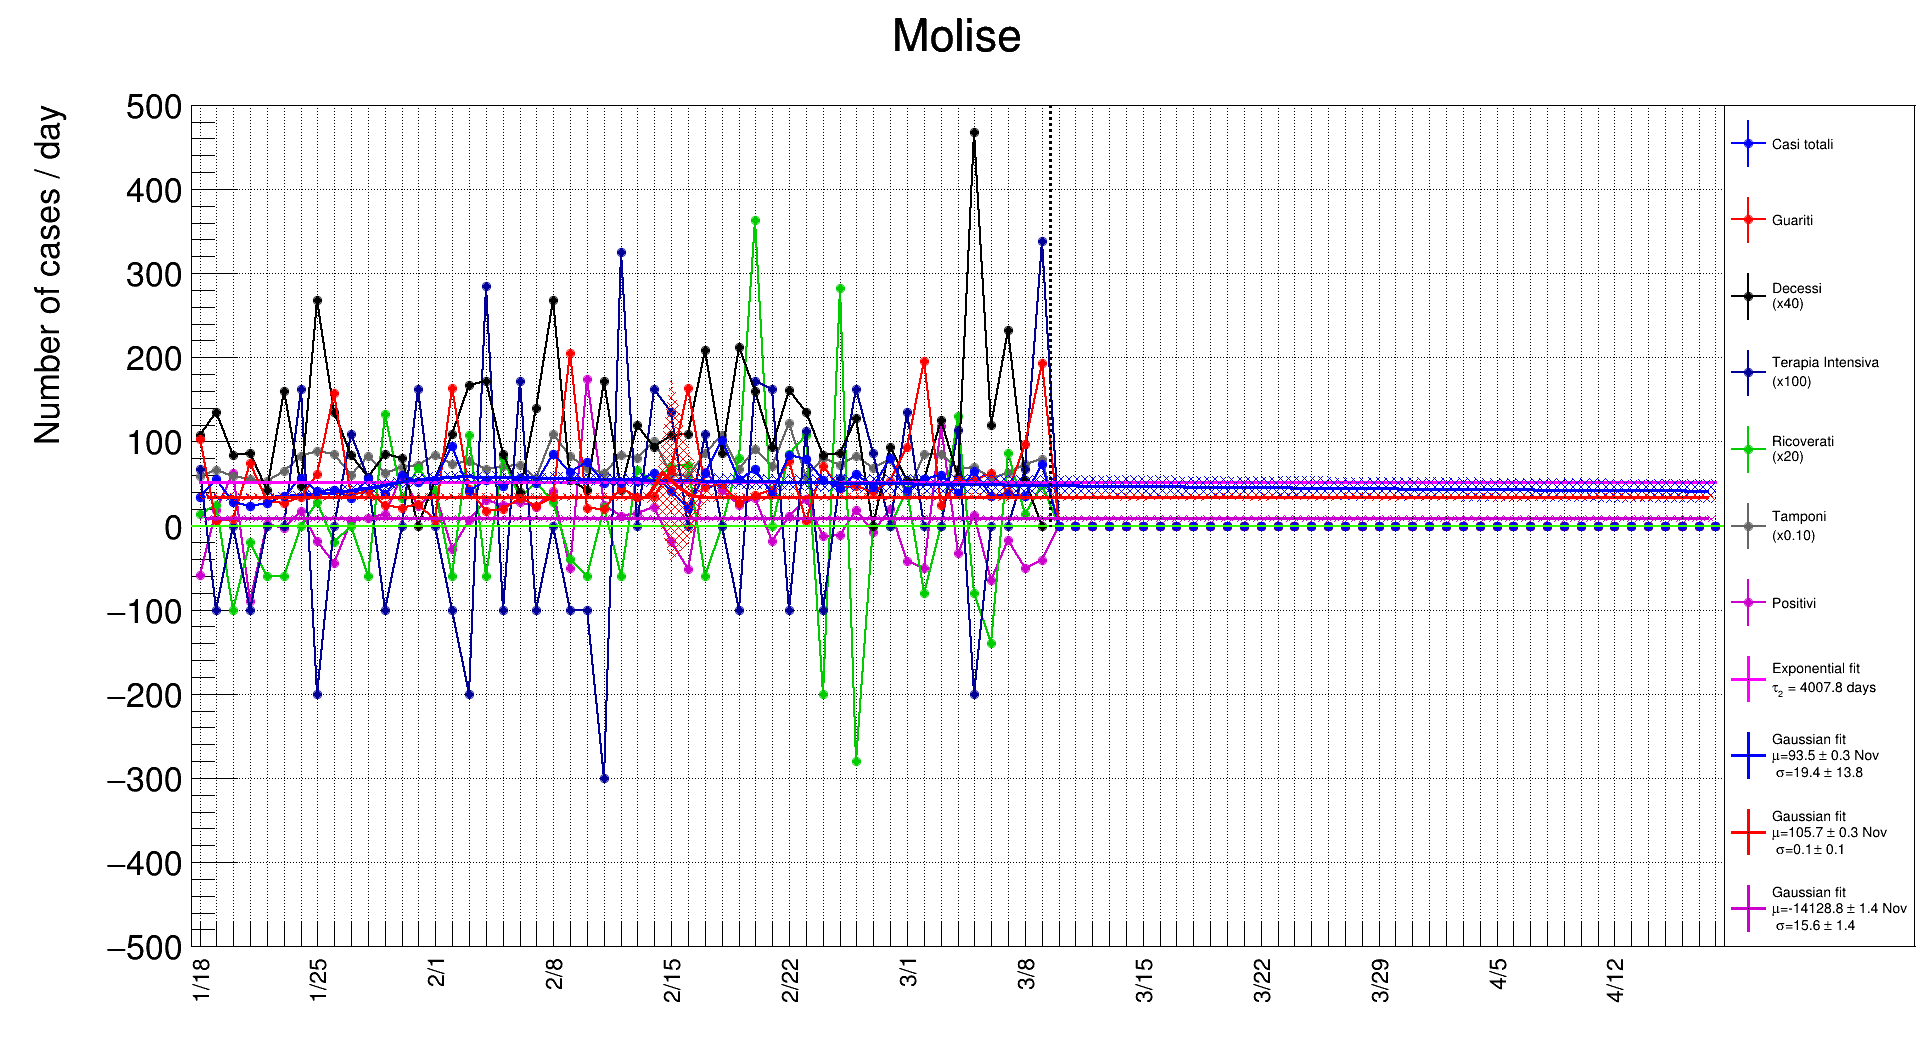 Molise
Number of cases / day
500
400
300
200
100
0
−100
−200
−300
−400
−500
1/18
1/25
2/1
2/8
2/15
2/22
3/1
3/8
3/15
3/22
3/29
4/5
4/12
Casi totali
Guariti
Decessi
(x40)
Terapia Intensiva
(x100)
Ricoverati
(x20)
Tamponi
(x0.10)
Positivi
Exponential fit
τ2 = 4007.8 days
Gaussian fit
μ=93.5 ± 0.3 Nov
σ=19.4 ± 13.8
Gaussian fit
μ=105.7 ± 0.3 Nov
σ=0.1 ± 0.1
Gaussian fit
μ=-14128.8 ± 1.4 Nov
σ=15.6 ± 1.4